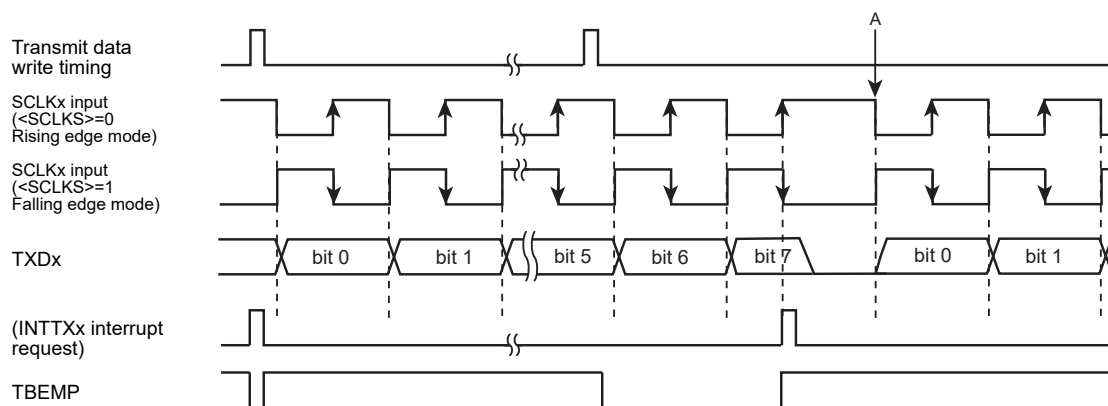 A
Transmit data
write timing
SCLKx input
(<SCLKS>=0
Rising edge mode)
SCLKx input
(<SCLKS>=1
Falling edge mode)
TXDx
bit 0
bit 1
bit 5
bit 6
bit 7
bit 0
bit 1
(INTTXx interrupt
request)
TBEMP